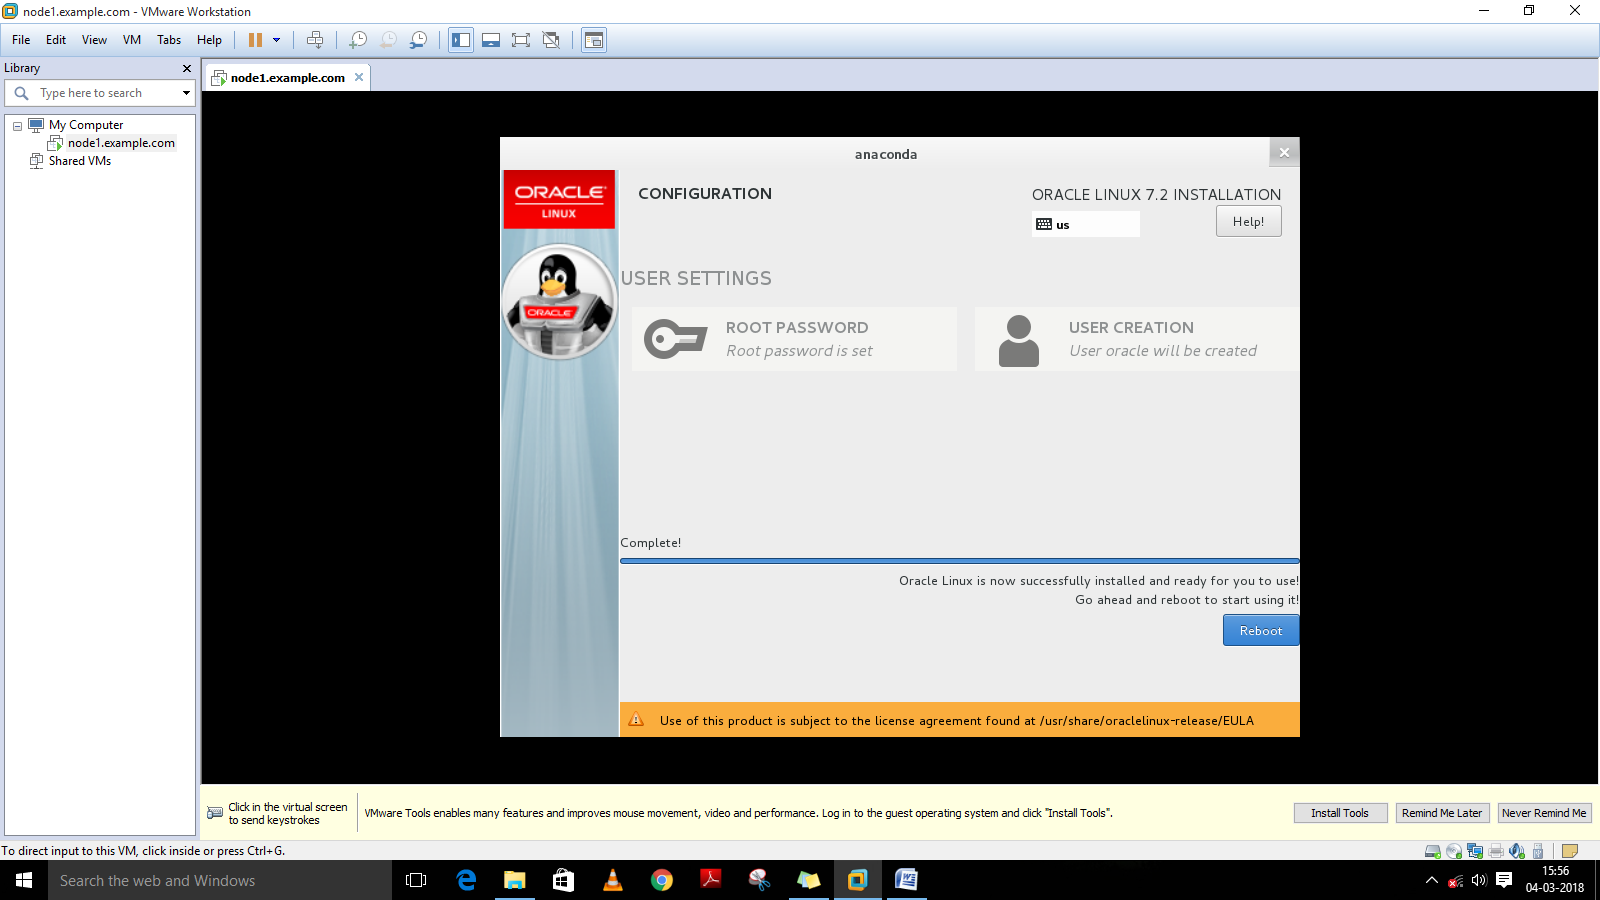 node1.example.com - VMware Workstation
File Edit View VM Tabs Help
Library
node1.example.com
Type here to search
My Computer
node1.example.com
Shared VMs
anaconda
ORACLE
LINUX
CONFIGURATION
ORACLE LINUX 7.2 INSTALLATION
us
Help!
ORACLE
USER SETTINGS
ROOT PASSWORD
Root password is set
USER CREATION
User oracle will be created
Complete!
Oracle Linux is now successfully installed and ready for you to use!
Go ahead and reboot to start using it!
Reboot
Use of this product is subject to the license agreement found at /usr/share/oraclelinux-release/EULA
Click in the virtual screen
to send keystrokes
VMware Tools enables many features and improves mouse movement, video and performance. Log in to the guest operating system and click "Install Tools".
Install Tools
Remind Me Later
Never Remind Me
To direct input to this VM, click inside or press Ctrl+G.
Search the web and Windows
15:56
04-03-2018